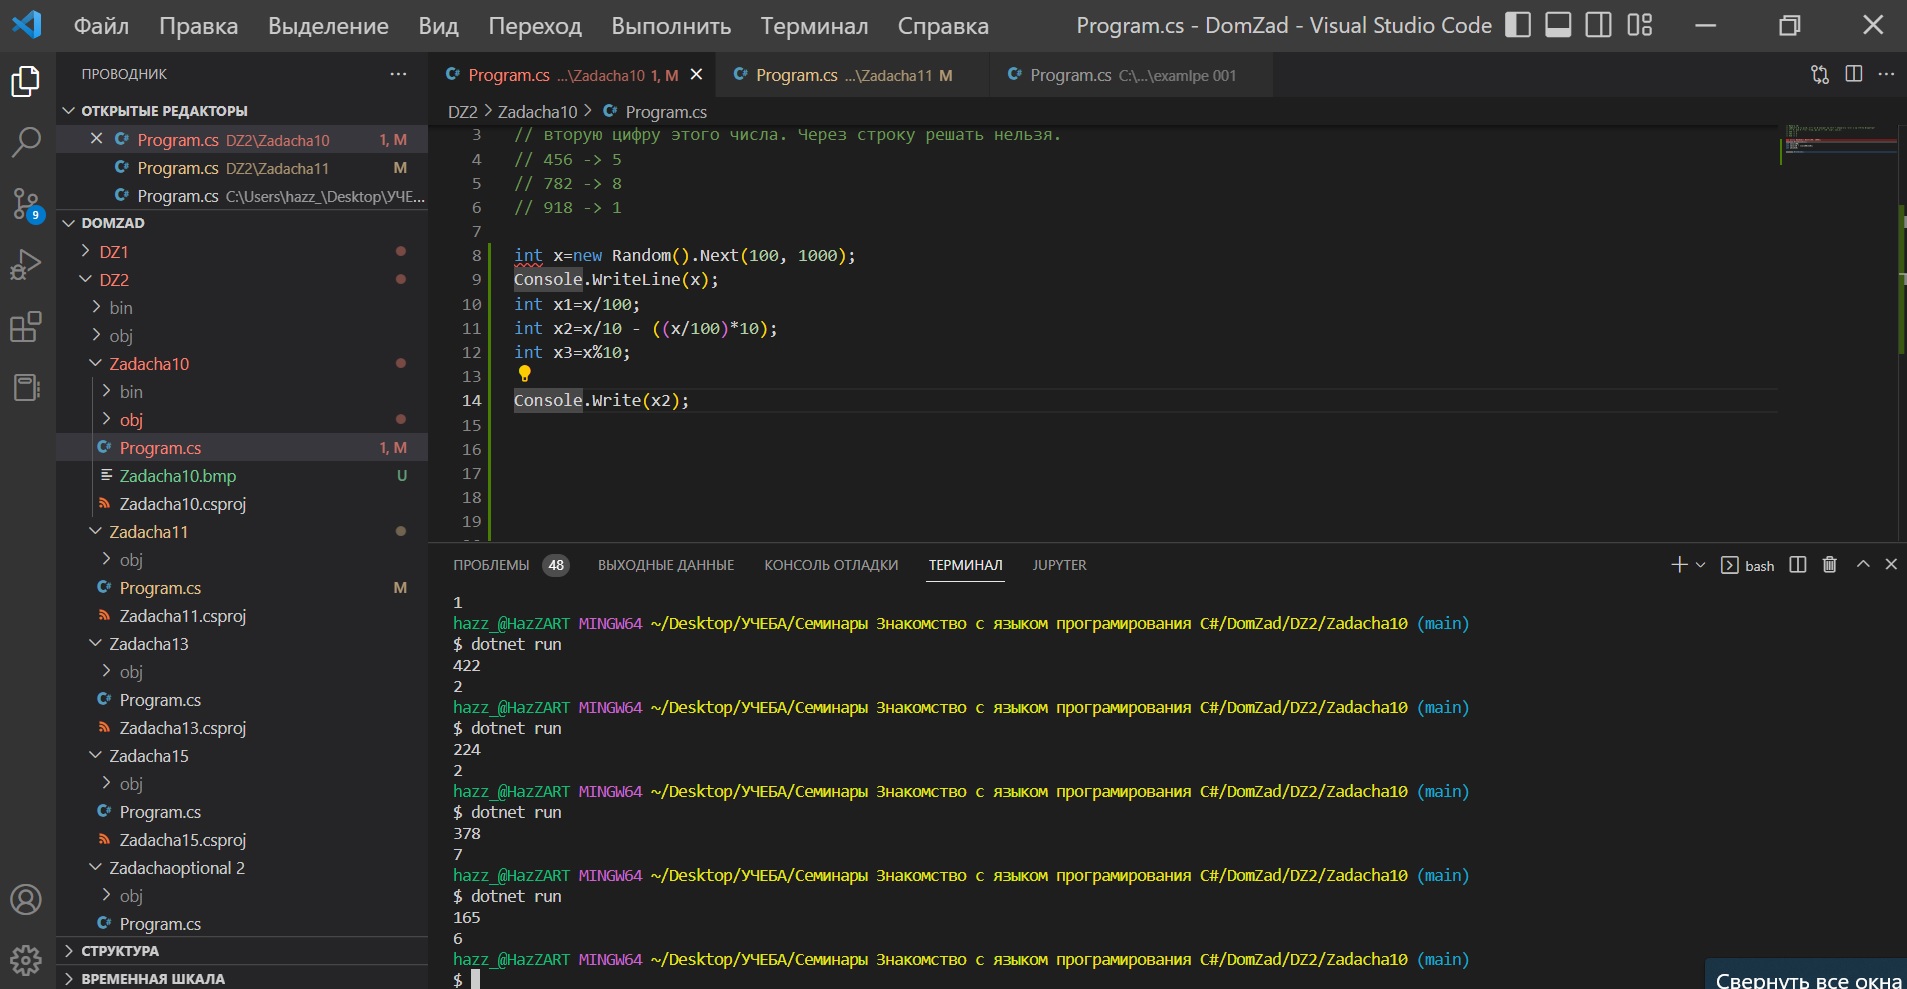 Файл Правка Выделение Вид Переход Выполнить Терминал Справка Program.cs - DomZad - Visual Studio Code
ПРОВОДНИК
ОТКРЫТЫЕ РЕДАКТОРЫ
Program.cs DZ2\Zadacha10 1, M
Program.cs DZ2\Zadacha11 M
Program.cs C:\Users\hazz_\Desktop\УЧЕ...
9
DOMZAD
DZ1
DZ2
bin
obj
Zadacha10
bin
obj
Program.cs 1, M
Zadacha10.bmp U
Zadacha10.csproj
Zadacha11
obj
Program.cs M
Zadacha11.csproj
Zadacha13
obj
Program.cs
Zadacha13.csproj
Zadacha15
obj
Program.cs
Zadacha15.csproj
Zadachaoptional 2
obj
Program.cs
СТРУКТУРА
ВРЕМЕННАЯ ШКАЛА
Program.cs ...\Zadacha10 1, M Program.cs ...\Zadacha11 M Program.cs C:\...\examlpe 001
DZ2 > Zadacha10 > Program.cs
3 // вторую цифру этого числа. Через строку решать нельзя.
4 // 456 -> 5
5 // 782 -> 8
6 // 918 -> 1
7
8 int x=new Random().Next(100, 1000);
9 Console.WriteLine(x);
10 int x1=x/100;
11 int x2=x/10 - ((x/100)*10);
12 int x3=x%10;
13
14 Console.Write(x2);
15
16
17
18
19
ПРОБЛЕМЫ 48 ВЫХОДНЫЕ ДАННЫЕ КОНСОЛЬ ОТЛАДКИ ТЕРМИНАЛ JUPYTER bash
1
hazz_@HazZART MINGW64 ~/Desktop/УЧЕБА/Семинары Знакомство с языком програмирования C#/DomZad/DZ2/Zadacha10 (main)
$ dotnet run
422
2
hazz_@HazZART MINGW64 ~/Desktop/УЧЕБА/Семинары Знакомство с языком програмирования C#/DomZad/DZ2/Zadacha10 (main)
$ dotnet run
224
2
hazz_@HazZART MINGW64 ~/Desktop/УЧЕБА/Семинары Знакомство с языком програмирования C#/DomZad/DZ2/Zadacha10 (main)
$ dotnet run
378
7
hazz_@HazZART MINGW64 ~/Desktop/УЧЕБА/Семинары Знакомство с языком програмирования C#/DomZad/DZ2/Zadacha10 (main)
$ dotnet run
165
6
hazz_@HazZART MINGW64 ~/Desktop/УЧЕБА/Семинары Знакомство с языком програмирования C#/DomZad/DZ2/Zadacha10 (main)
$
Свернуть все окна